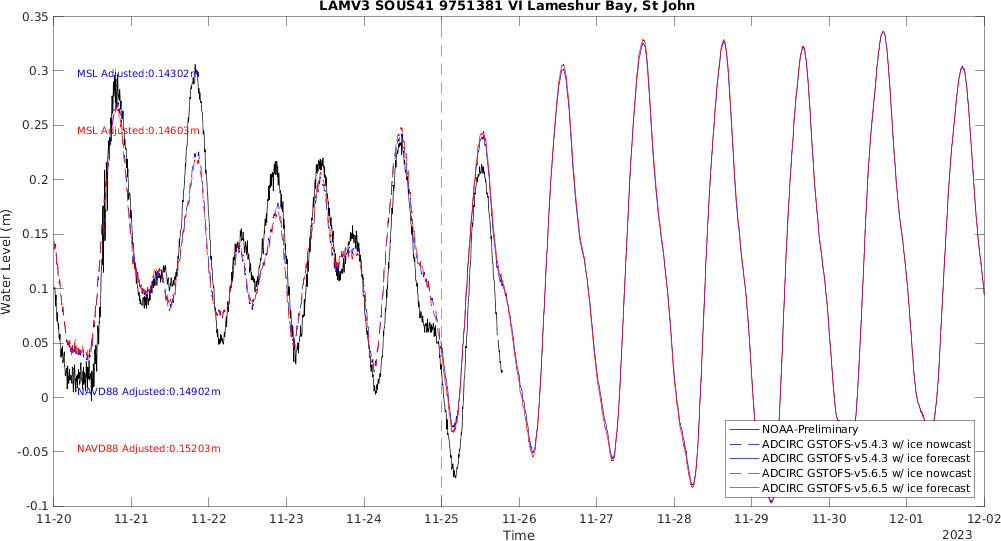 LAMV3 SOUS41 9751381 VI Lameshur Bay, St John
0.35
0.3
0.25
0.2
0.15
0.1
0.05
0
-0.05
-0.1
Water Level (m)
MSL Adjusted:0.14302m
MSL Adjusted:0.14603m
NAVD88 Adjusted:0.14902m
NAVD88 Adjusted:0.15203m
NOAA-Preliminary
ADCIRC GSTOFS-v5.4.3 w/ ice nowcast
ADCIRC GSTOFS-v5.4.3 w/ ice forecast
ADCIRC GSTOFS-v5.6.5 w/ ice nowcast
ADCIRC GSTOFS-v5.6.5 w/ ice forecast
11-20 11-21 11-22 11-23 11-24 11-25 11-26 11-27 11-28 11-29 11-30 12-01 12-02
Time
2023